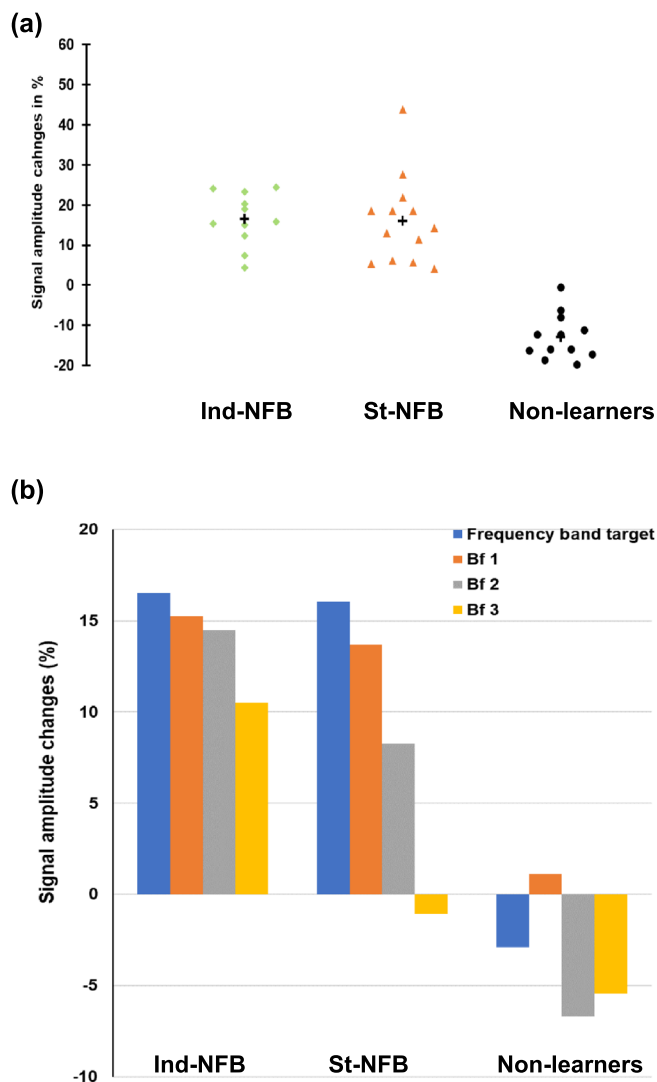 (a)
Signal amplitude cahnges in %
60
50
40
30
20
10
0
-10
-20
Ind-NFB St-NFB Non-learners
(b)
Signal amplitude changes (%)
20
15
10
5
0
-5
-10
Frequency band target
Bf 1
Bf 2
Bf 3
Ind-NFB St-NFB Non-learners